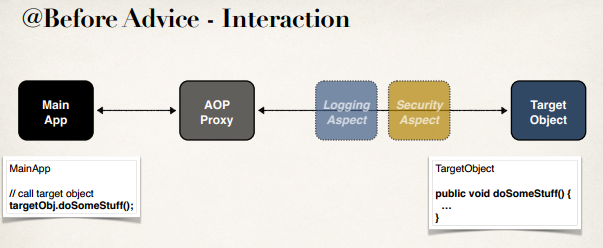 @Before Advice - Interaction
Main
App
AOP
Proxy
Logging
Aspect
Security
Aspect
Target
Object
MainApp
// call target object
targetObj.doSomeStuff();
TargetObject
public void doSomeStuff() {
...
}